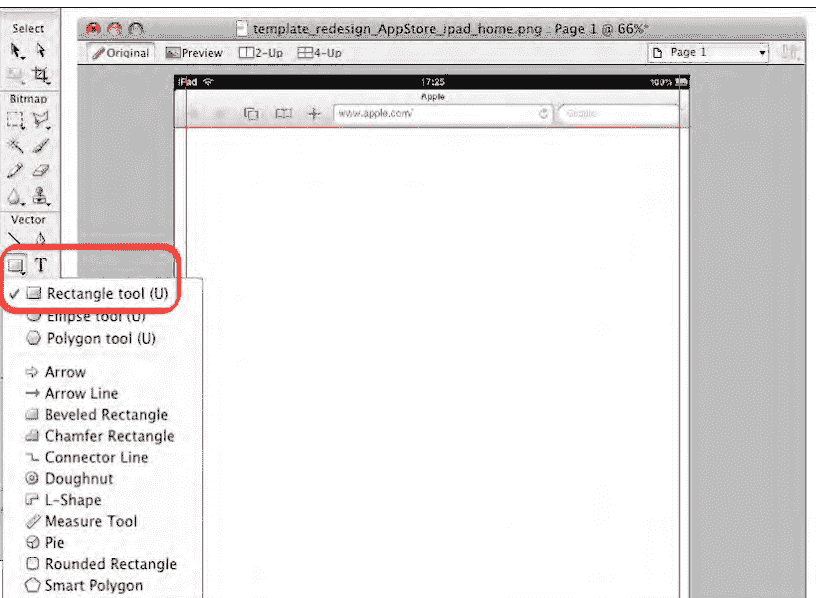 Select
template_redesign_AppStore_ipad_home.png : Page 1 @ 66%*
Original Preview 2-Up 4-Up Page 1
Bitmap
iPad 17:25 100%
Apple
www.apple.com/ Google
Vector
T
Rectangle tool (U)
Ellipse tool (U)
Polygon tool (U)
Arrow
Arrow Line
Beveled Rectangle
Chamfer Rectangle
Connector Line
Doughnut
L-Shape
Measure Tool
Pie
Rounded Rectangle
Smart Polygon